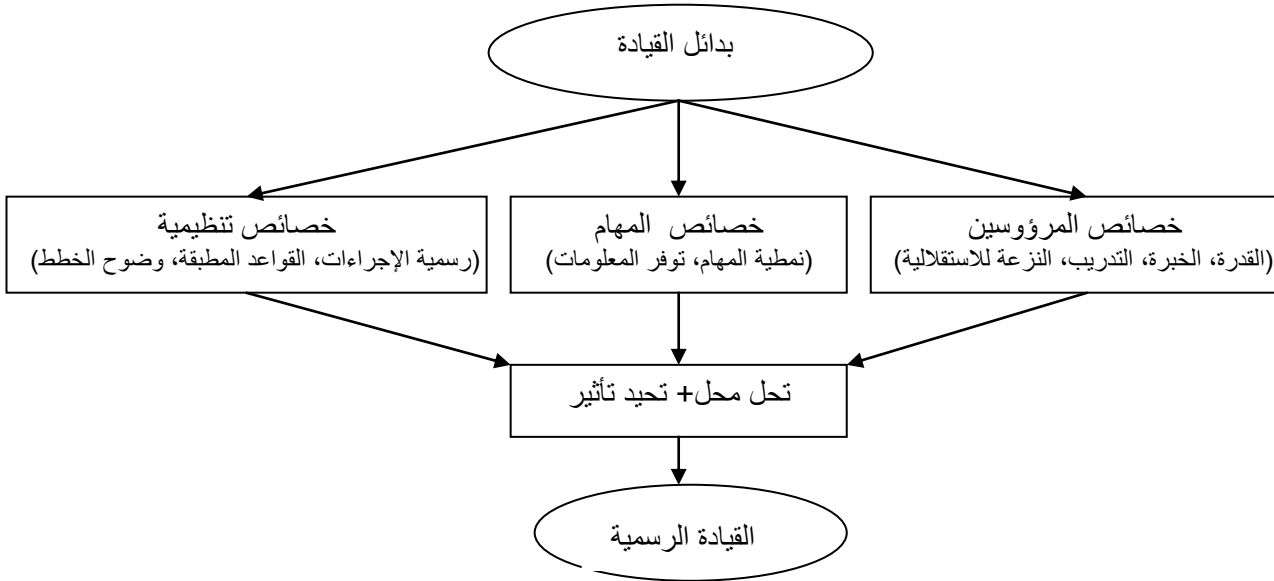 بدائل القيادة
خصائص المرؤوسين
(القدرة، الخبرة، التدريب، النزعة للاستقلالية)
خصائص المهام
(نمطية المهام، توفر المعلومات)
خصائص تنظيمية
(رسمية الإجراءات، القواعد المطبقة، وضوح الخطط)
تحل محل+ تحيد تأثير
القيادة الرسمية